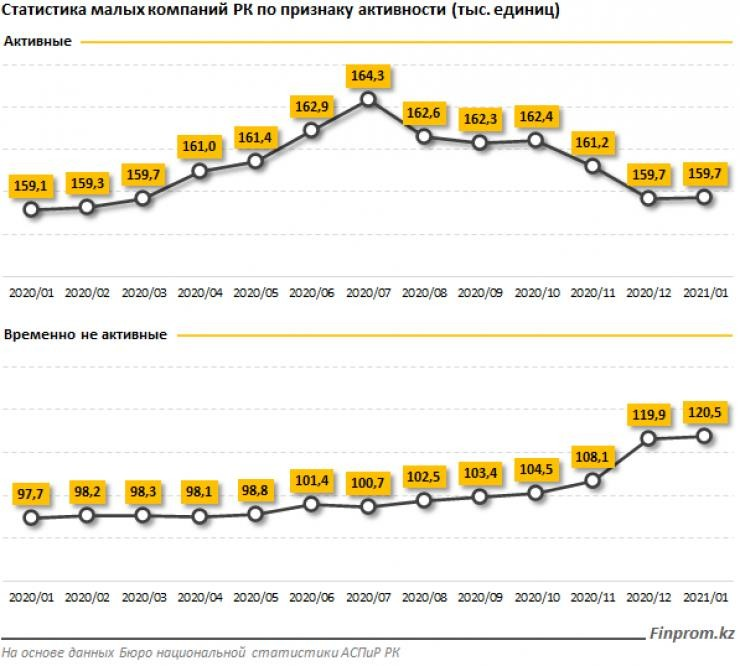 Статистика малых компаний РК по признаку активности (тыс. единиц)
Активные
159,1 159,3 159,7 161,0 161,4 162,9 164,3 162,6 162,3 162,4 161,2 159,7 159,7
2020/01 2020/02 2020/03 2020/04 2020/05 2020/06 2020/07 2020/08 2020/09 2020/10 2020/11 2020/12 2021/01
Временно не активные
97,7 98,2 98,3 98,1 98,8 101,4 100,7 102,5 103,4 104,5 108,1 119,9 120,5
2020/01 2020/02 2020/03 2020/04 2020/05 2020/06 2020/07 2020/08 2020/09 2020/10 2020/11 2020/12 2021/01
Finprom.kz
На основе данных Бюро национальной статистики АСПиР РК